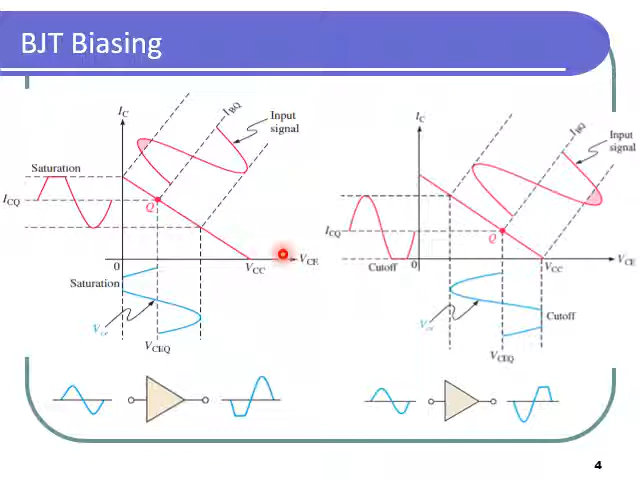 BJT Biasing
I_C
I_BQ
Input
signal
Saturation
I_CQ
Q
0
V_CC
V_CE
Saturation
V_ce
V_CEQ
I_C
I_BQ
Input
signal
I_CQ
Q
Cutoff
0
V_CC
V_CE
V_ce
Cutoff
V_CEQ
4